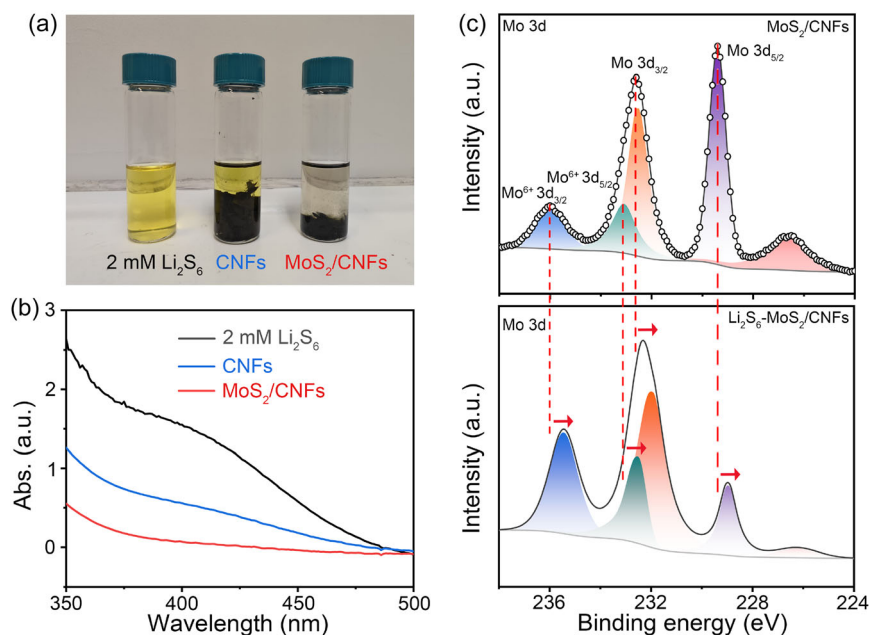 (a)
2 mM Li₂S₆ CNFs MoS₂/CNFs
(b)
2 mM Li₂S₆
CNFs
MoS₂/CNFs
3
2
1
0
Abs. (a.u.)
350 400 450 500
Wavelength (nm)
(c)
Mo 3d MoS₂/CNFs
Mo 3d₅/₂
Mo 3d₃/₂
Mo⁶⁺ 3d₅/₂
Mo⁶⁺ 3d₃/₂
Intensity (a.u.)
Mo 3d Li₂S₆-MoS₂/CNFs
Intensity (a.u.)
236 232 228 224
Binding energy (eV)